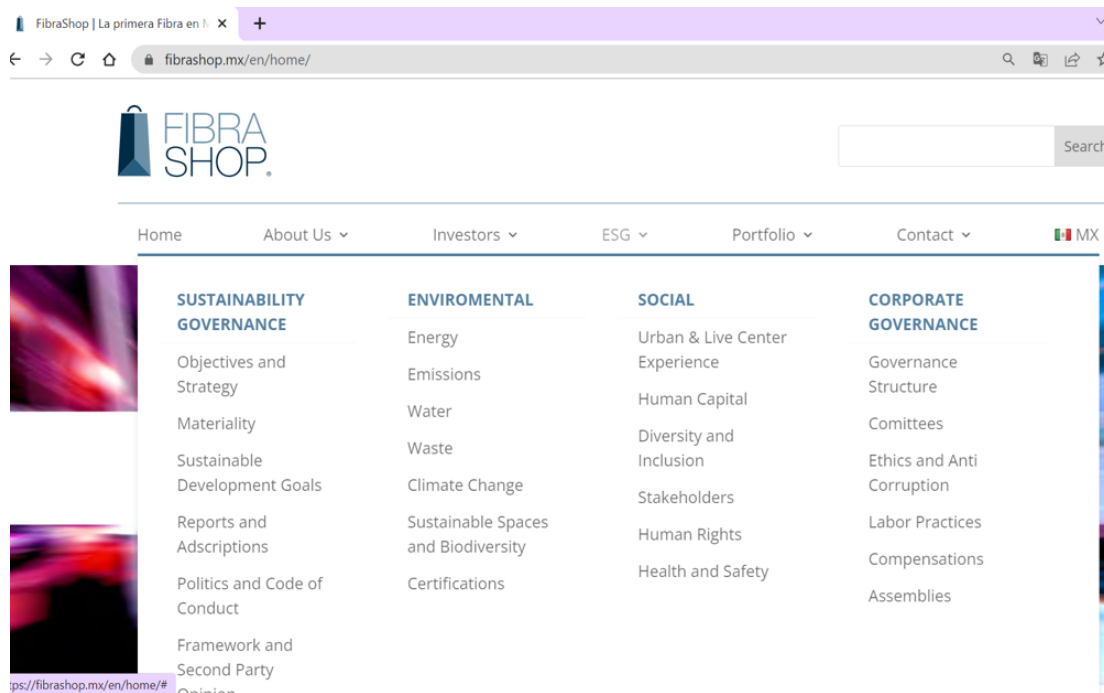 FibraShop | La primera Fibra en
fibrashop.mx/en/home/
FIBRA
SHOP®
Search
Home About Us Investors ESG Portfolio Contact MX
SUSTAINABILITY
GOVERNANCE
Objectives and
Strategy
Materiality
Sustainable
Development Goals
Reports and
Adscriptions
Politics and Code of
Conduct
Framework and
Second Party
Opinion
ENVIROMENTAL
Energy
Emissions
Water
Waste
Climate Change
Sustainable Spaces
and Biodiversity
Certifications
SOCIAL
Urban & Live Center
Experience
Human Capital
Diversity and
Inclusion
Stakeholders
Human Rights
Health and Safety
CORPORATE
GOVERNANCE
Governance
Structure
Comittees
Ethics and Anti
Corruption
Labor Practices
Compensations
Assemblies
tps://fibrashop.mx/en/home/#